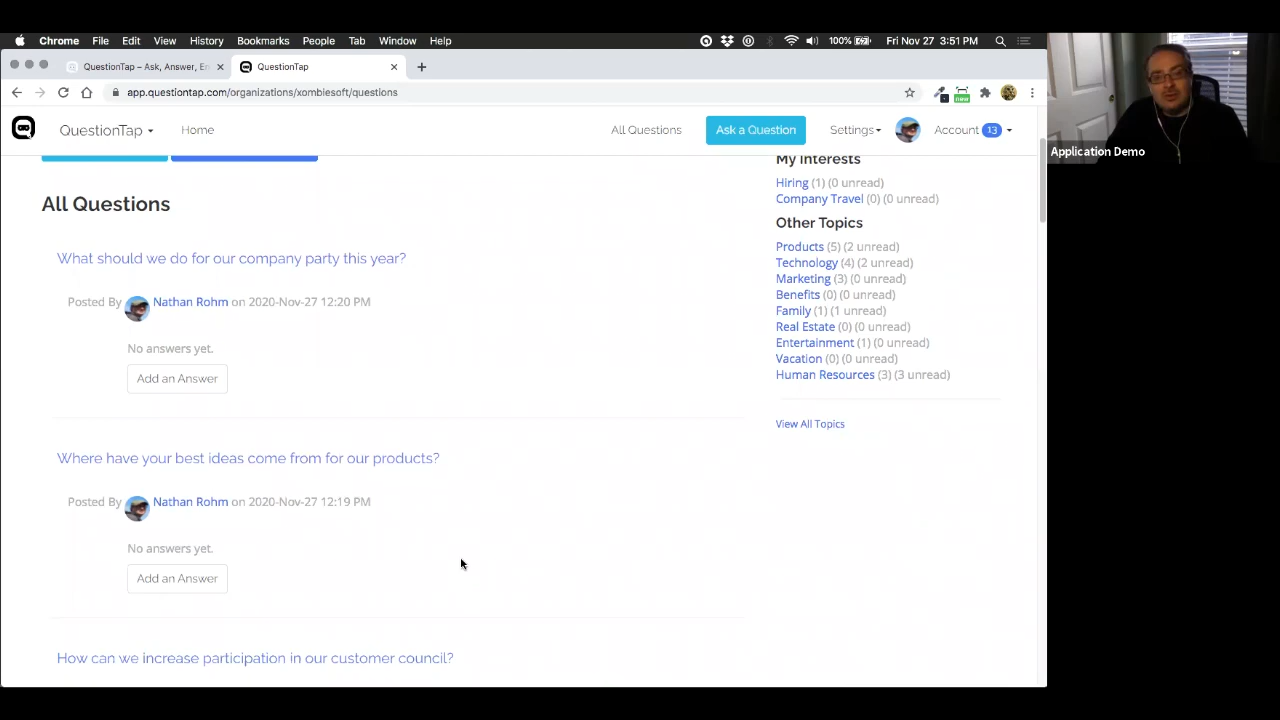 Chrome File Edit View History Bookmarks People Tab Window Help 100% Fri Nov 27 3:51 PM
QuestionTap – Ask, Answer, En
QuestionTap
app.questiontap.com/organizations/xombiesoft/questions
new
QuestionTap Home All Questions Ask a Question Settings Account 13
Application Demo
My Interests
Hiring (1) (0 unread)
Company Travel (0) (0 unread)
Other Topics
Products (5) (2 unread)
Technology (4) (2 unread)
Marketing (3) (0 unread)
Benefits (0) (0 unread)
Family (1) (1 unread)
Real Estate (0) (0 unread)
Entertainment (1) (0 unread)
Vacation (0) (0 unread)
Human Resources (3) (3 unread)
View All Topics
All Questions
What should we do for our company party this year?
Posted By Nathan Rohm on 2020-Nov-27 12:20 PM
No answers yet.
Add an Answer
Where have your best ideas come from for our products?
Posted By Nathan Rohm on 2020-Nov-27 12:19 PM
No answers yet.
Add an Answer
How can we increase participation in our customer council?